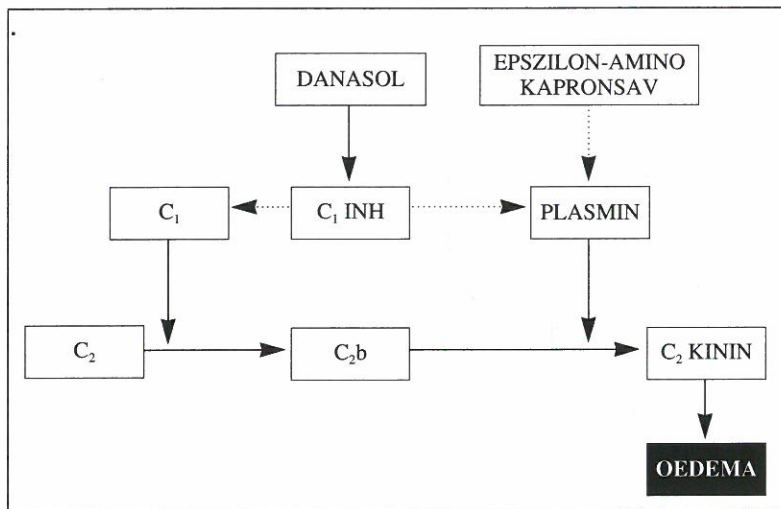 DANASOL
EPSZILON-AMINO
KAPRONSAV
C₁
C₁ INH
PLASMIN
C₂
C₂b
C₂ KININ
OEDEMA